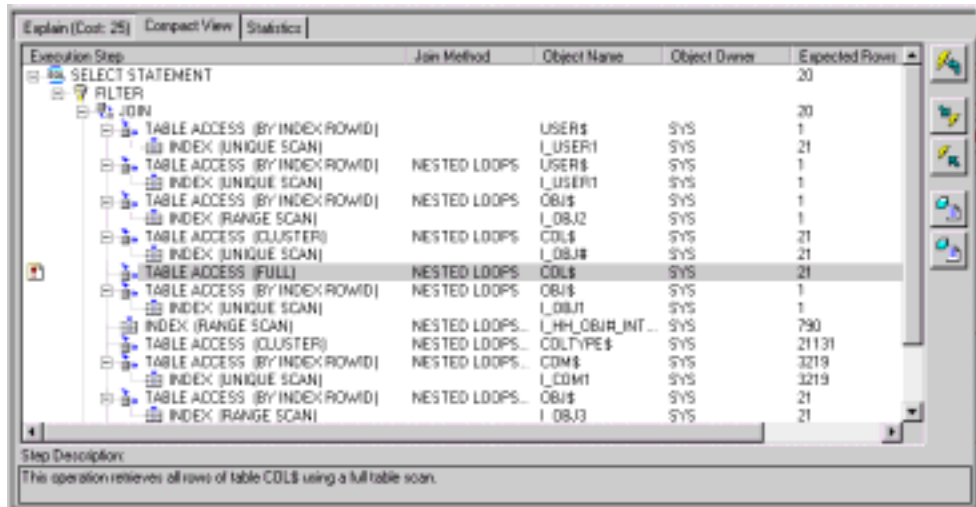 Explain (Cost: 25) Compact View Statistics
Execution Step Join Method Object Name Object Owner Expected Rows
SELECT STATEMENT 20
FILTER
JOIN 20
TABLE ACCESS (BY INDEX ROWID) USER$ SYS 1
INDEX (UNIQUE SCAN) I_USER1 SYS 21
TABLE ACCESS (BY INDEX ROWID) NESTED LOOPS USER$ SYS 1
INDEX (UNIQUE SCAN) I_USER1 SYS 1
TABLE ACCESS (BY INDEX ROWID) NESTED LOOPS OBJ$ SYS 1
INDEX (RANGE SCAN) I_OBJ2 SYS 1
TABLE ACCESS (CLUSTER) NESTED LOOPS COL$ SYS 21
INDEX (UNIQUE SCAN) I_OBJ# SYS 21
TABLE ACCESS (FULL) NESTED LOOPS COL$ SYS 21
TABLE ACCESS (BY INDEX ROWID) NESTED LOOPS OBJ$ SYS 1
INDEX (UNIQUE SCAN) I_OBJ1 SYS 1
INDEX (RANGE SCAN) NESTED LOOPS... I_HH_OBJ#_INT... SYS 790
TABLE ACCESS (CLUSTER) NESTED LOOPS... COLTYPE$ SYS 21131
TABLE ACCESS (BY INDEX ROWID) NESTED LOOPS... COM$ SYS 3219
INDEX (UNIQUE SCAN) I_COM1 SYS 3219
TABLE ACCESS (BY INDEX ROWID) NESTED LOOPS... OBJ$ SYS 21
INDEX (RANGE SCAN) I_OBJ3 SYS 21
Step Description:
This operation retrieves all rows of table COL$ using a full table scan.